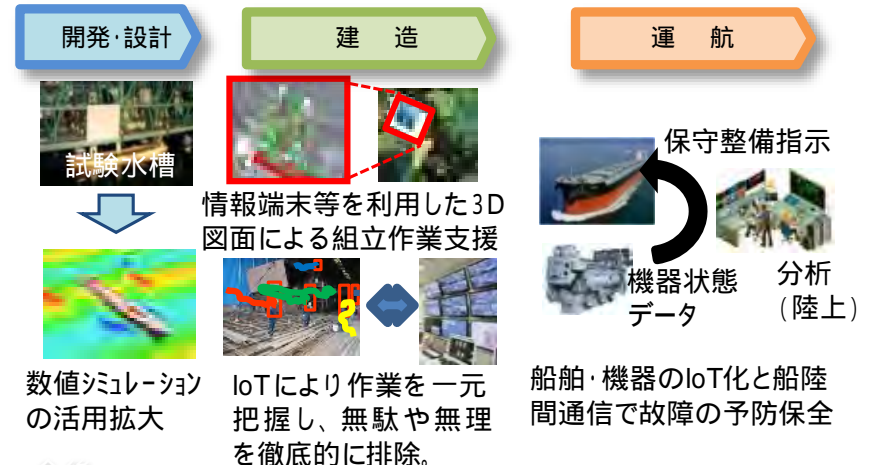 開発･設計
建　造
運　航
試験水槽
情報端末等を利用した3D
図面による組立作業支援
保守整備指示
機器状態
データ
分析
(陸上)
数値ｼﾐｭﾚｰｼｮﾝ
の活用拡大
IoTにより作業を一元
把握し、無駄や無理
を徹底的に排除。
船舶･機器のIoT化と船陸
間通信で故障の予防保全